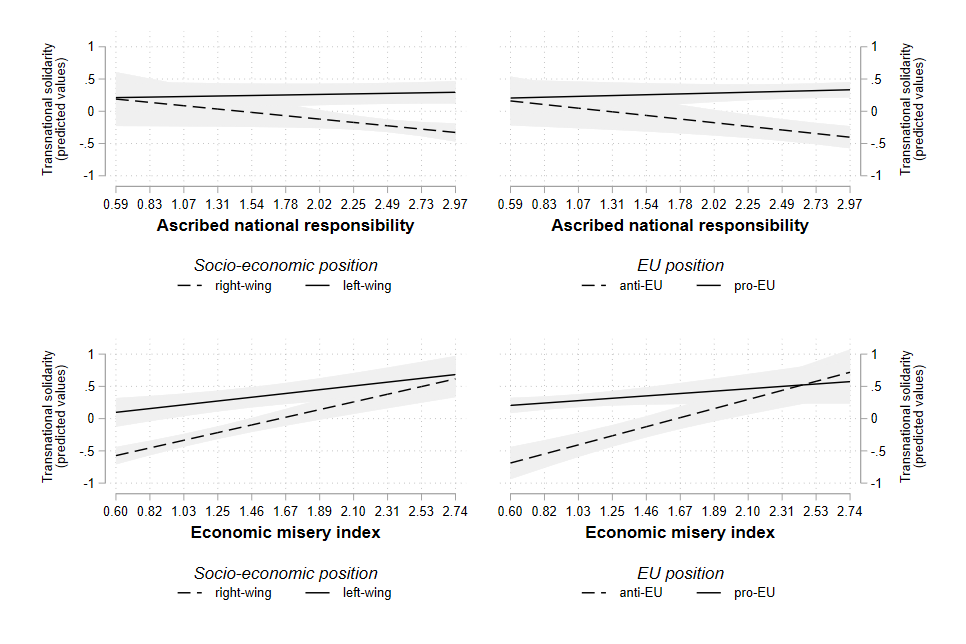 Transnational solidarity
(predicted values)
1
.5
0
-.5
-1
0.59 0.83 1.07 1.31 1.54 1.78 2.02 2.25 2.49 2.73 2.97
Ascribed national responsibility
Socio-economic position
right-wing left-wing
1
.5
0
-.5
-1
Transnational solidarity
(predicted values)
0.59 0.83 1.07 1.31 1.54 1.78 2.02 2.25 2.49 2.73 2.97
Ascribed national responsibility
EU position
anti-EU pro-EU
Transnational solidarity
(predicted values)
1
.5
0
-.5
-1
0.60 0.82 1.03 1.25 1.46 1.67 1.89 2.10 2.31 2.53 2.74
Economic misery index
Socio-economic position
right-wing left-wing
1
.5
0
-.5
-1
Transnational solidarity
(predicted values)
0.60 0.82 1.03 1.25 1.46 1.67 1.89 2.10 2.31 2.53 2.74
Economic misery index
EU position
anti-EU pro-EU